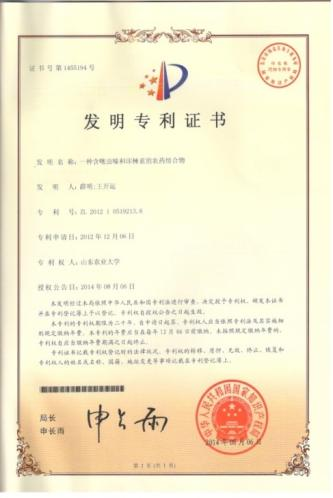 证书号第1455194号
发明专利证书
发明名称：一种含噻虫嗪和印楝素的农药组合物
发明人：薛明;王开运
专利号：ZL 2012 1 0519213.8
专利申请日：2012年12月06日
专利权人：山东农业大学
授权公告日：2014年08月06日
本发明经过本局依照中华人民共和国专利法进行审查，决定授予专利权，颁发本证书
并在专利登记簿上予以登记。专利权自授权公告之日起生效。
本专利的专利权期限为二十年，自申请日起算。专利权人应当依照专利法及其实施细
则规定缴纳年费。本专利的年费应当在每年12月06日前缴纳。未按照规定缴纳年费的，
专利权自应当缴纳年费期满之日起终止。
专利证书记载专利权登记时的法律状况。专利权的转移、质押、无效、终止、恢复和
专利权人的姓名或名称、国籍、地址变更等事项记载在专利登记簿上。
局长
申长雨
申长雨
中华人民共和国国家知识产权局
2014年08月06日
第1页(共1页)